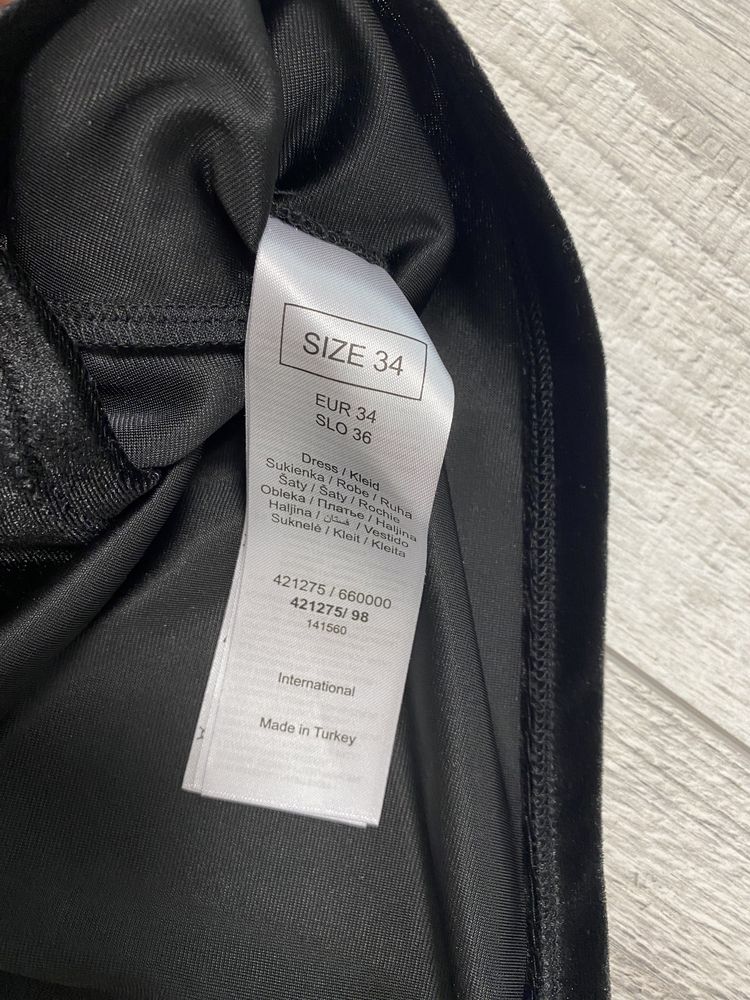 SIZE 34
EUR 34
SLO 36
Dress / Kleid
Sukienka / Robe / Ruha
Šaty / Šaty / Rochie
Obleka / Платье / Haljina
Haljina / فستان / Vestido
Suknelė / Kleit / Kleita
421275 / 660000
421275/ 98
141560
International
Made in Turkey